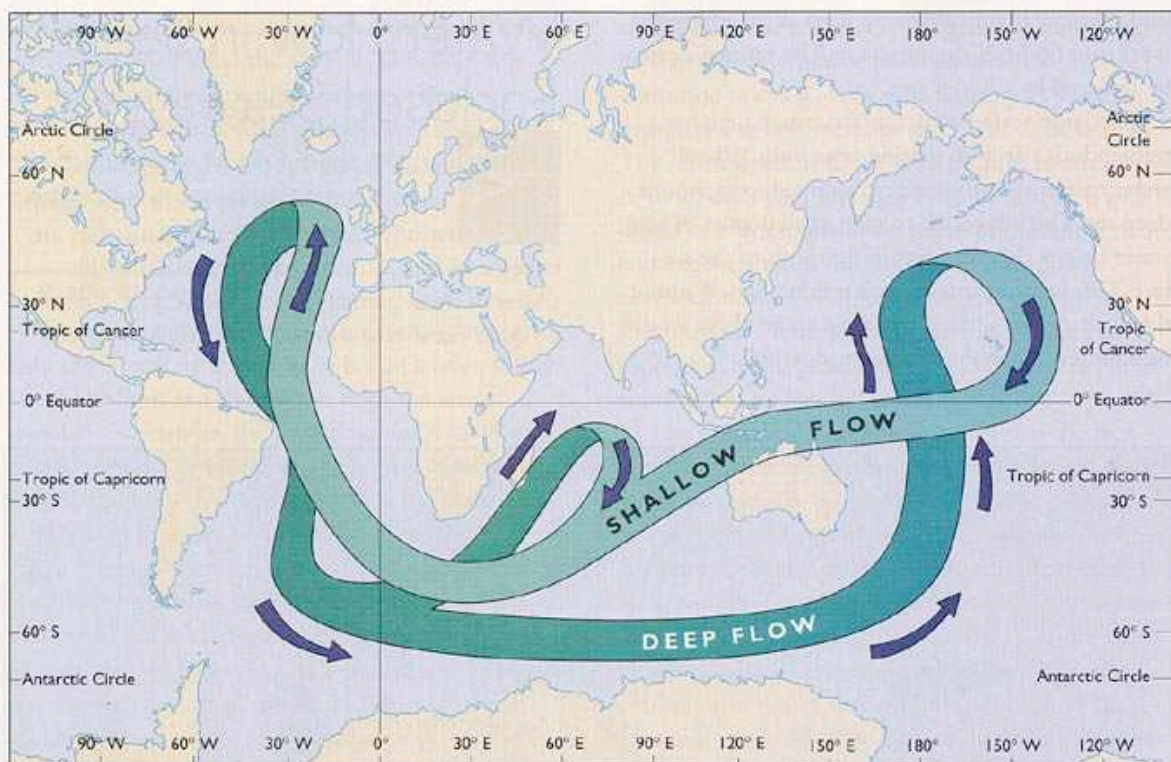 90° W 60° W 30° W 0° 30° E 60° E 90° E 120° E 150° E 180° 150° W 120° W
Arctic Circle
Arctic
Circle
60° N
60° N
30° N
30° N
Tropic of Cancer
Tropic
of Cancer
0° Equator
0° Equator
FLOW
SHALLOW
Tropic of Capricorn
Tropic of Capricorn
30° S
30° S
DEEP FLOW
60° S
60° S
Antarctic Circle
Antarctic Circle
90° W 60° W 30° W 0° 30° E 60° E 90° E 120° E 150° E 180° 150° W 120° W